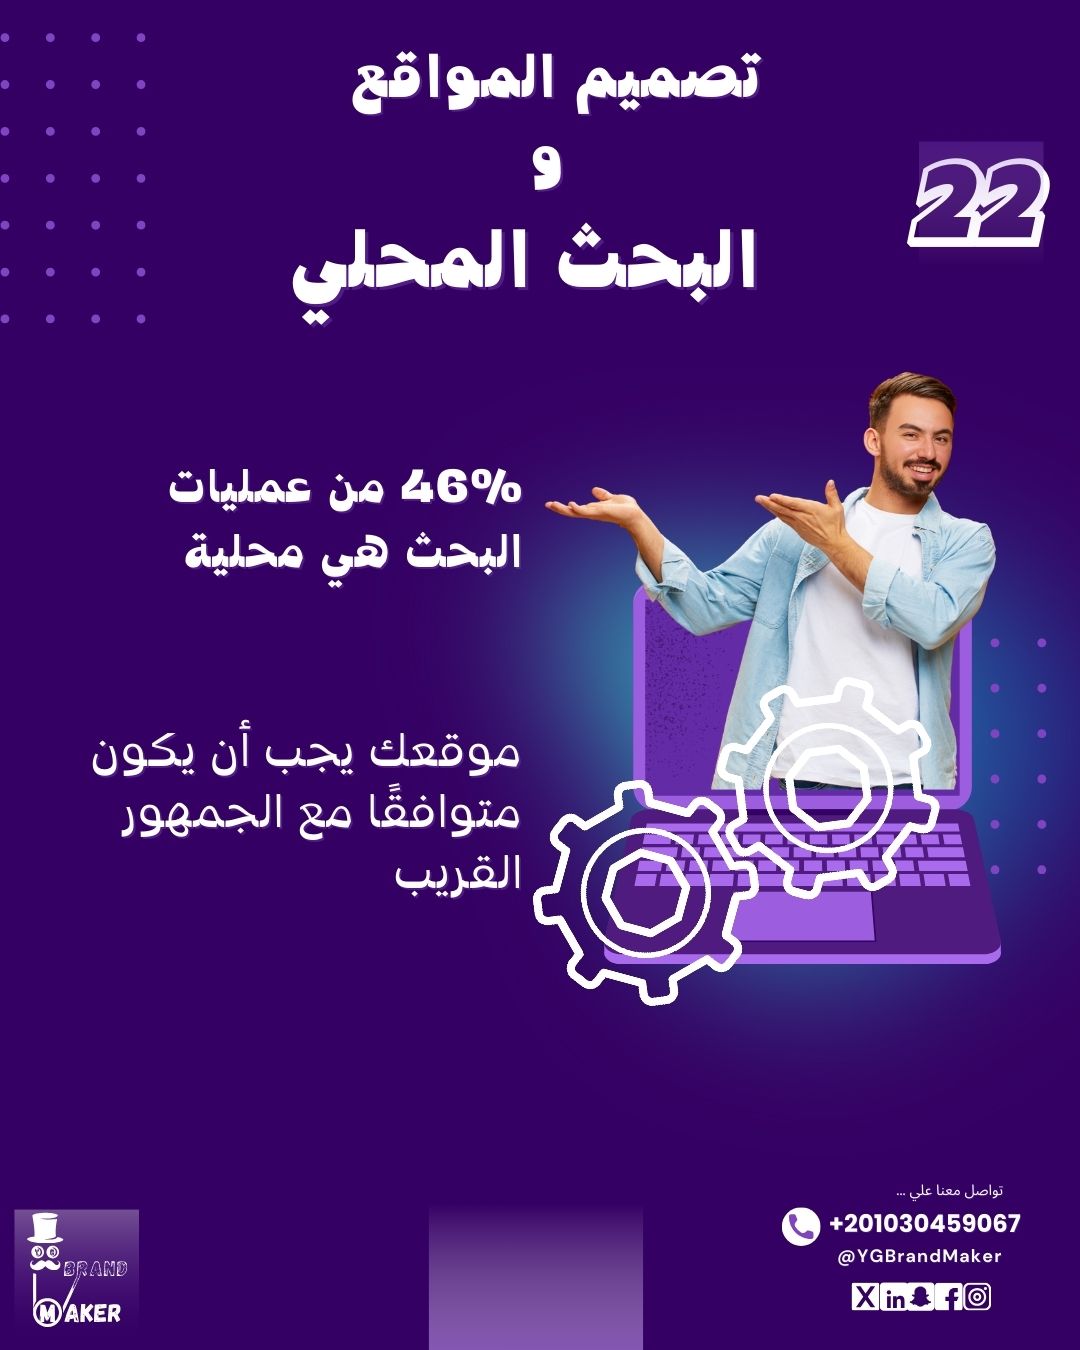 تصميم المواقع
و
البحث المحلي
22
46% من عمليات
البحث هي محلية
موقعك يجب أن يكون
متوافقًا مع الجمهور
القريب
تواصل معنا علي ...
+201030459067
@YGBrandMaker
BRAND
MAKER